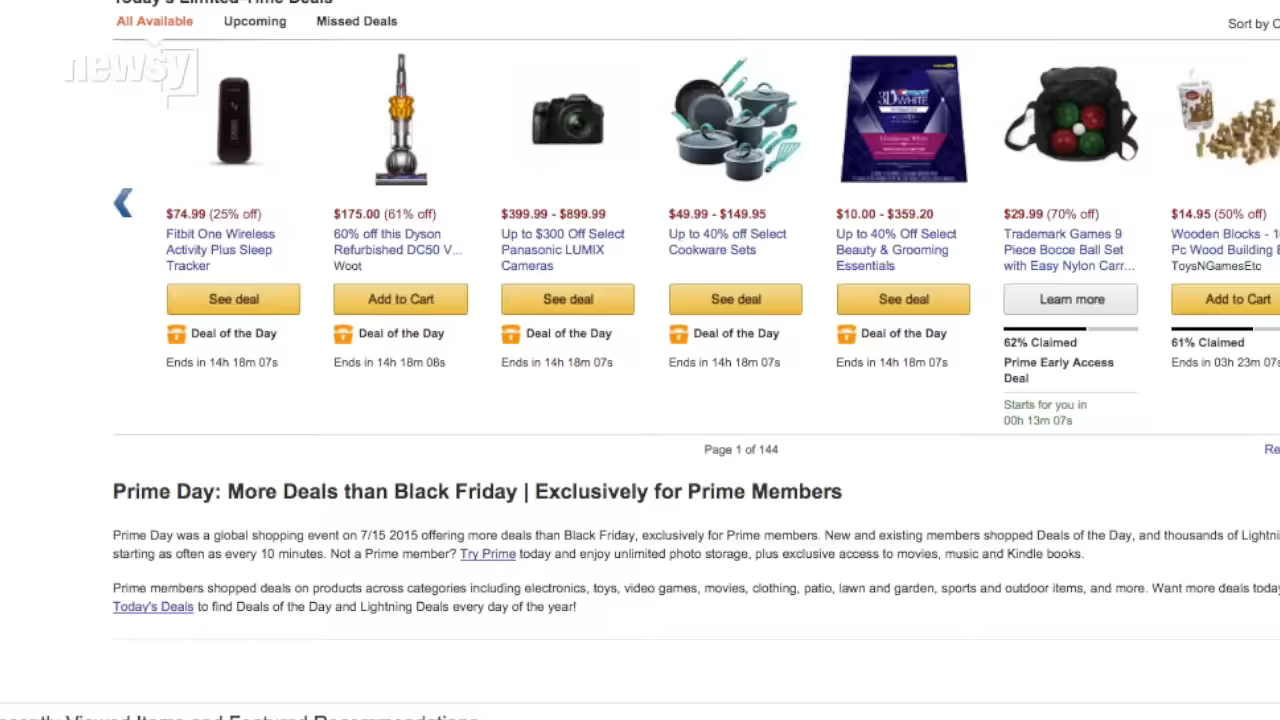 Today's Limited-Time Deals
All Available Upcoming Missed Deals
Sort by
newsy
3D WHITE
$74.99 (25% off)
Fitbit One Wireless
Activity Plus Sleep
Tracker
See deal
Deal of the Day
Ends in 14h 18m 07s
$175.00 (61% off)
60% off this Dyson
Refurbished DC50 V...
Woot
Add to Cart
Deal of the Day
Ends in 14h 18m 08s
$399.99 - $899.99
Up to $300 Off Select
Panasonic LUMIX
Cameras
See deal
Deal of the Day
Ends in 14h 18m 07s
$49.99 - $149.95
Up to 40% off Select
Cookware Sets
See deal
Deal of the Day
Ends in 14h 18m 07s
$10.00 - $359.20
Up to 40% Off Select
Beauty & Grooming
Essentials
See deal
Deal of the Day
Ends in 14h 18m 07s
$29.99 (70% off)
Trademark Games 9
Piece Bocce Ball Set
with Easy Nylon Carr...
Learn more
62% Claimed
Prime Early Access
Deal
Starts for you in
00h 13m 07s
$14.95 (50% off)
Wooden Blocks - 
Pc Wood Building
ToysNGamesEtc
Add to Cart
61% Claimed
Ends in 03h 23m 07s
Page 1 of 144
Prime Day: More Deals than Black Friday | Exclusively for Prime Members
Prime Day was a global shopping event on 7/15 2015 offering more deals than Black Friday, exclusively for Prime members. New and existing members shopped Deals of the Day, and thousands of
starting as often as every 10 minutes. Not a Prime member? Try Prime today and enjoy unlimited photo storage, plus exclusive access to movies, music and Kindle books.
Prime members shopped deals on products across categories including electronics, toys, video games, movies, clothing, patio, lawn and garden, sports and outdoor items, and more. Want more deals
Today's Deals to find Deals of the Day and Lightning Deals every day of the year!
Viewed Items and Featured Recommendations